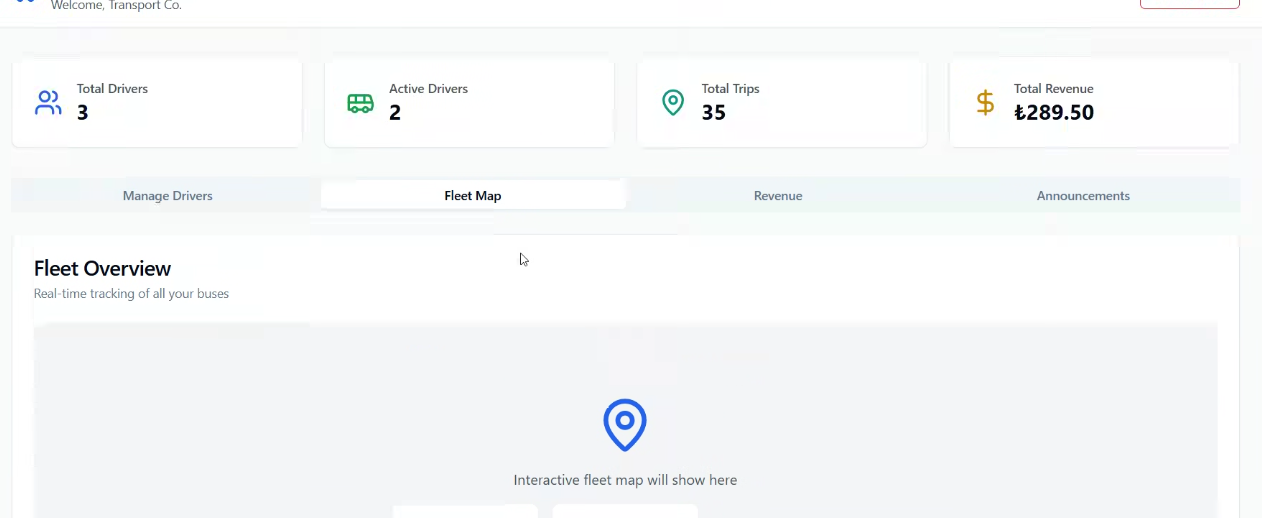 Welcome, Transport Co.
Total Drivers
3
Active Drivers
2
Total Trips
35
Total Revenue
₺289.50
Manage Drivers
Fleet Map
Revenue
Announcements
Fleet Overview
Real-time tracking of all your buses
Interactive fleet map will show here